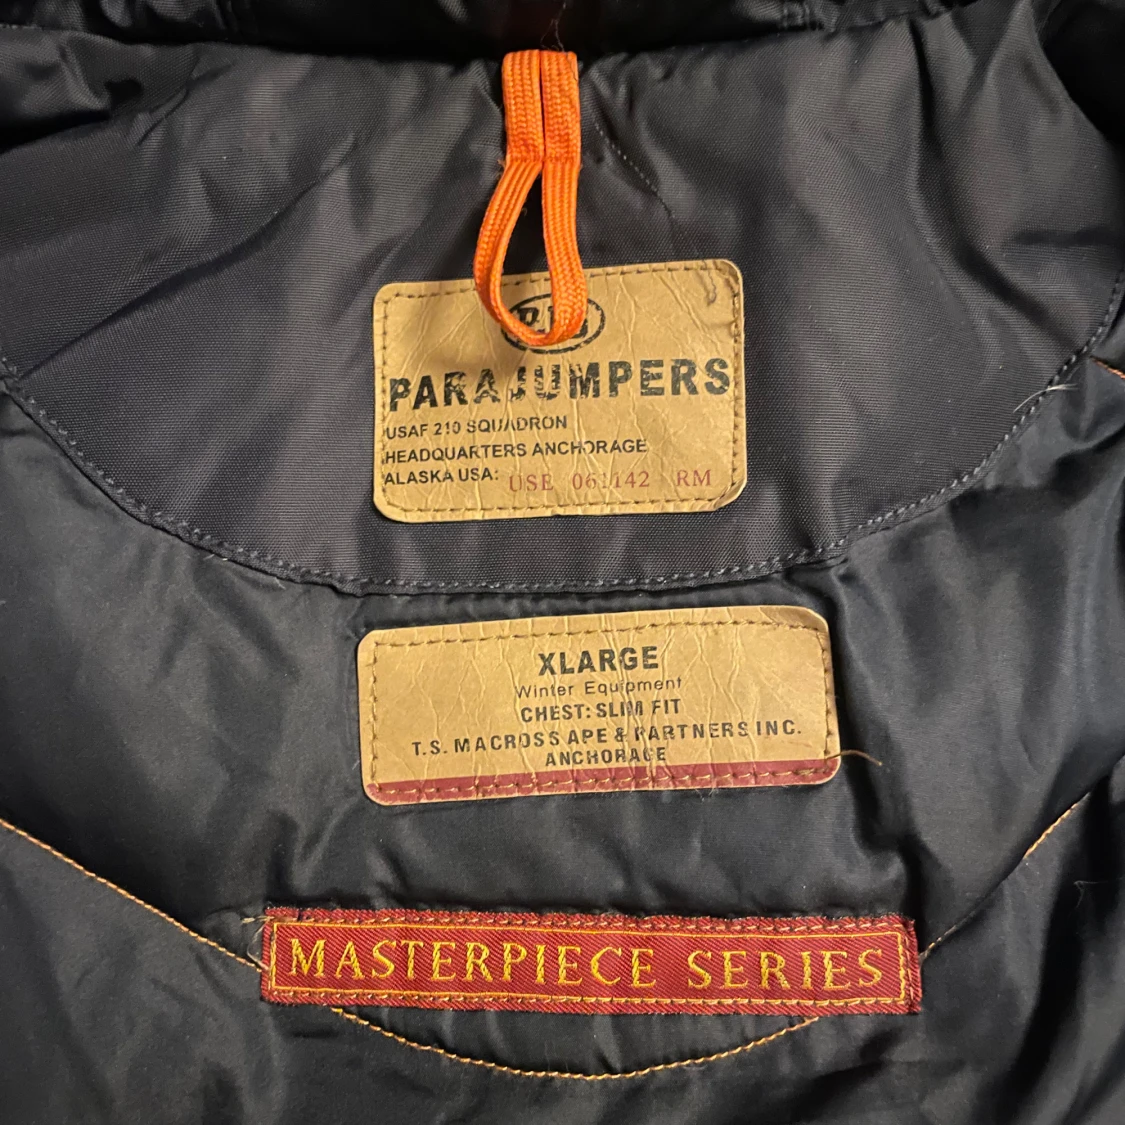 PARAJUMPERS
USAF 210 SQUADRON
HEADQUARTERS ANCHORAGE
ALASKA USA: USE RM
XLARGE
Winter Equipment
CHEST: SLIM FIT
T.S. MACROSS APE & PARTNERS INC.
ANCHORAGE
MASTERPIECE SERIES